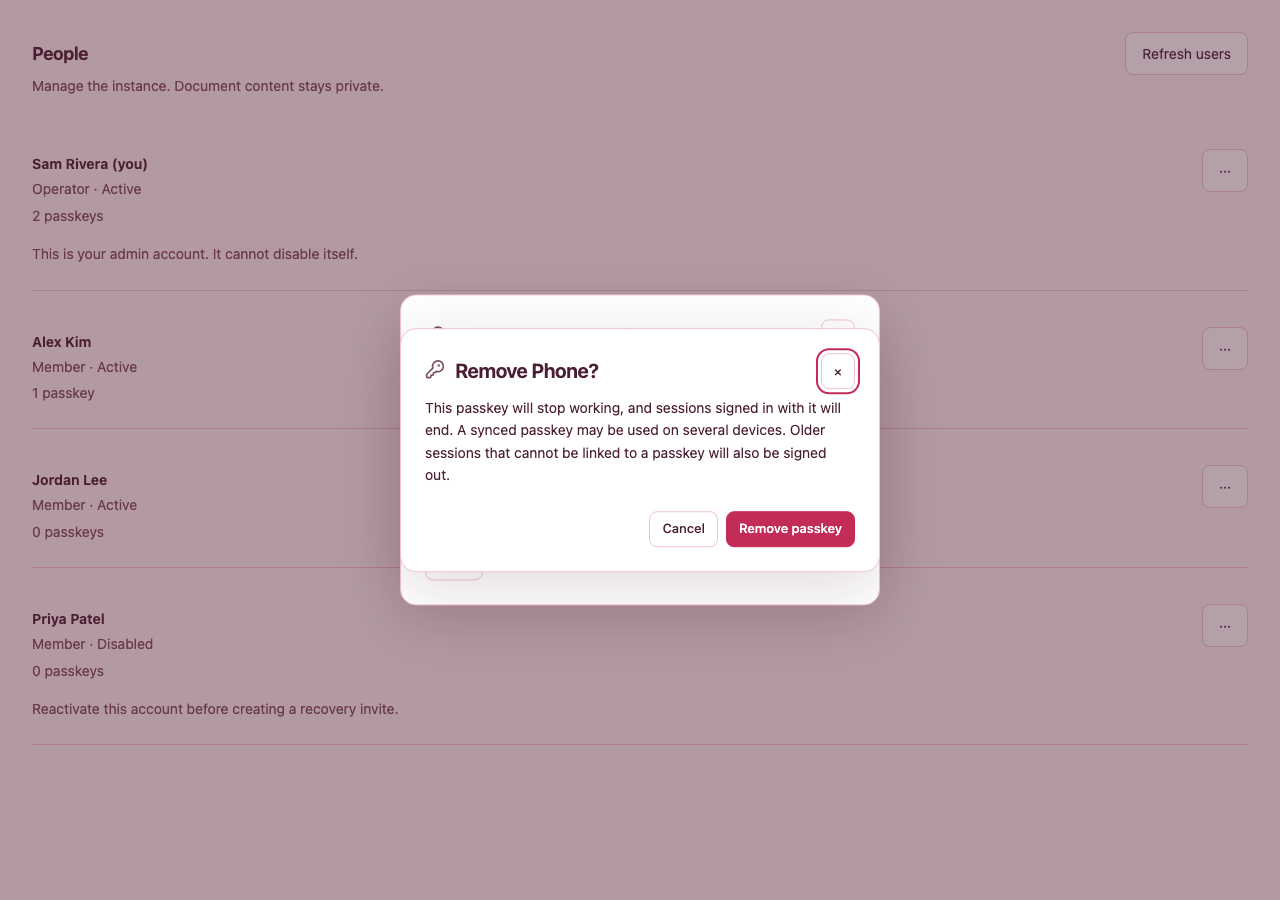 People
Refresh users
Manage the instance. Document content stays private.
Sam Rivera (you)
...
Operator · Active
2 passkeys
This is your admin account. It cannot disable itself.
Alex Kim
...
Member · Active
1 passkey
Jordan Lee
...
Member · Active
0 passkeys
Priya Patel
...
Member · Disabled
0 passkeys
Reactivate this account before creating a recovery invite.
Remove Phone?
×
This passkey will stop working, and sessions signed in with it will
end. A synced passkey may be used on several devices. Older
sessions that cannot be linked to a passkey will also be signed
out.
Cancel
Remove passkey